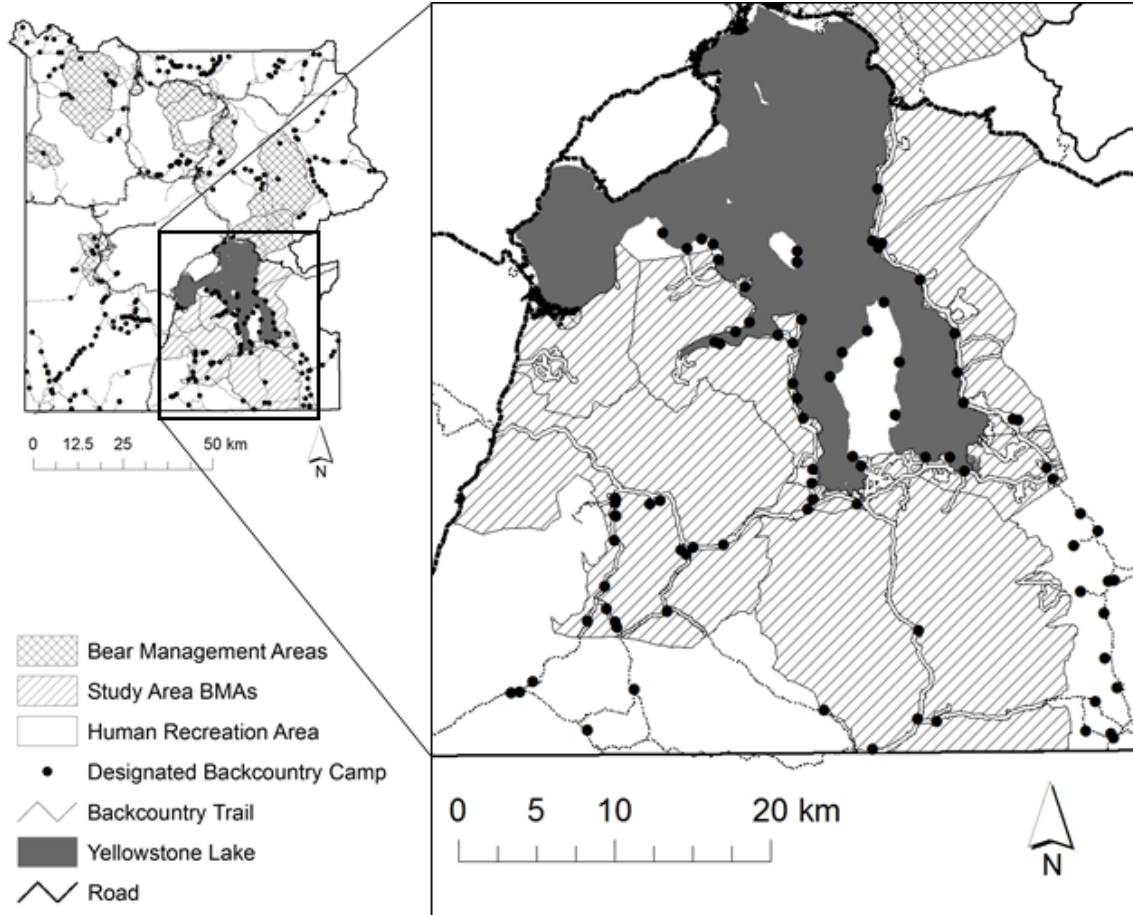 0 12.5 25 50 km
N
Bear Management Areas
Study Area BMAs
Human Recreation Area
Designated Backcountry Camp
Backcountry Trail
Yellowstone Lake
Road
0 5 10 20 km
N